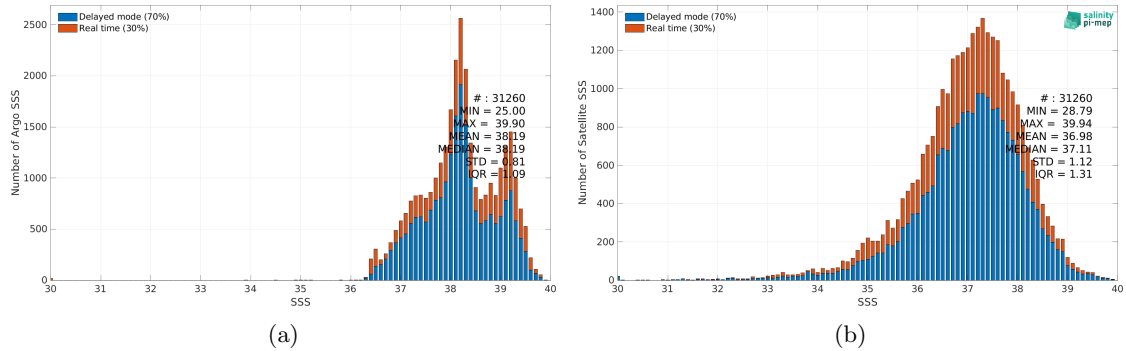 Delayed mode (70%)
Real time (30%)
Number of Argo SSS
2500
2000
1500
1000
500
0
# : 31260
MIN = 25.00
MAX = 39.90
MEAN = 38.19
MEDIAN = 38.19
STD = 0.81
IQR = 1.09
30 31 32 33 34 35 36 37 38 39 40
SSS
(a)
Delayed mode (70%)
Real time (30%)
salinity
pi-mep
Number of Satellite SSS
1400
1200
1000
800
600
400
200
0
# : 31260
MIN = 28.79
MAX = 39.94
MEAN = 36.98
MEDIAN = 37.11
STD = 1.12
IQR = 1.31
30 31 32 33 34 35 36 37 38 39 40
SSS
(b)